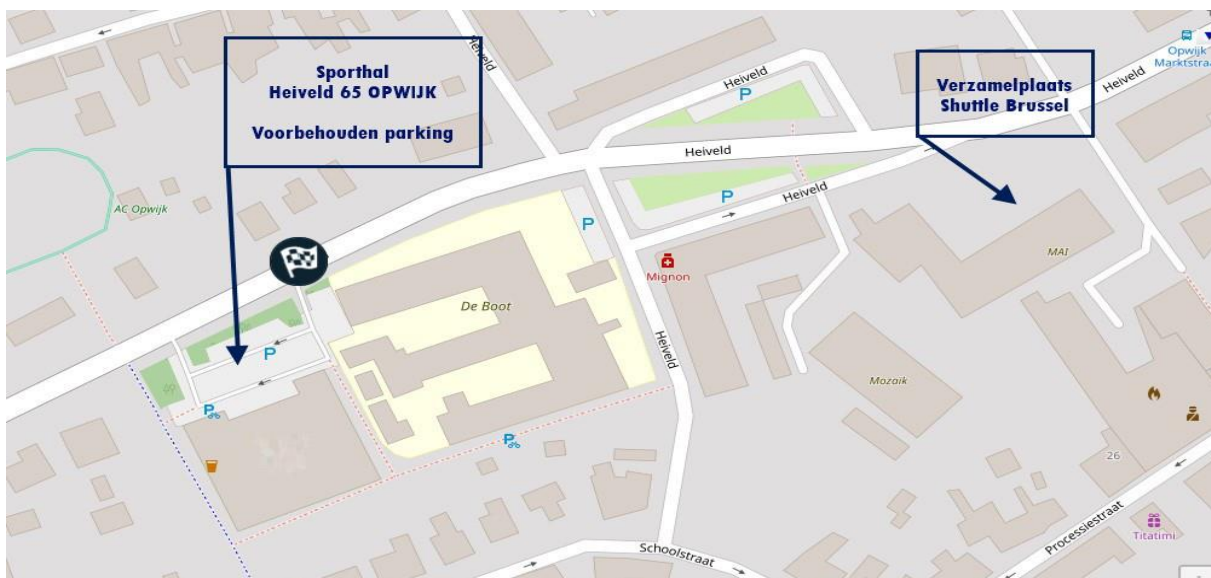 Sporthal
Heiveld 65 OPWIJK
Voorbehouden parking
Verzamelplaats
Shuttle Brussel
Opwijk
Marktstraa
Heiveld
Heiveld
Heiveld
P
Heiveld
P
Heiveld
P
AC Opwijk
Mignon
MAI
De Boot
Heiveld
P
Mozaik
P
P
26
Titatimi
Processiestraat
Schoolstraat